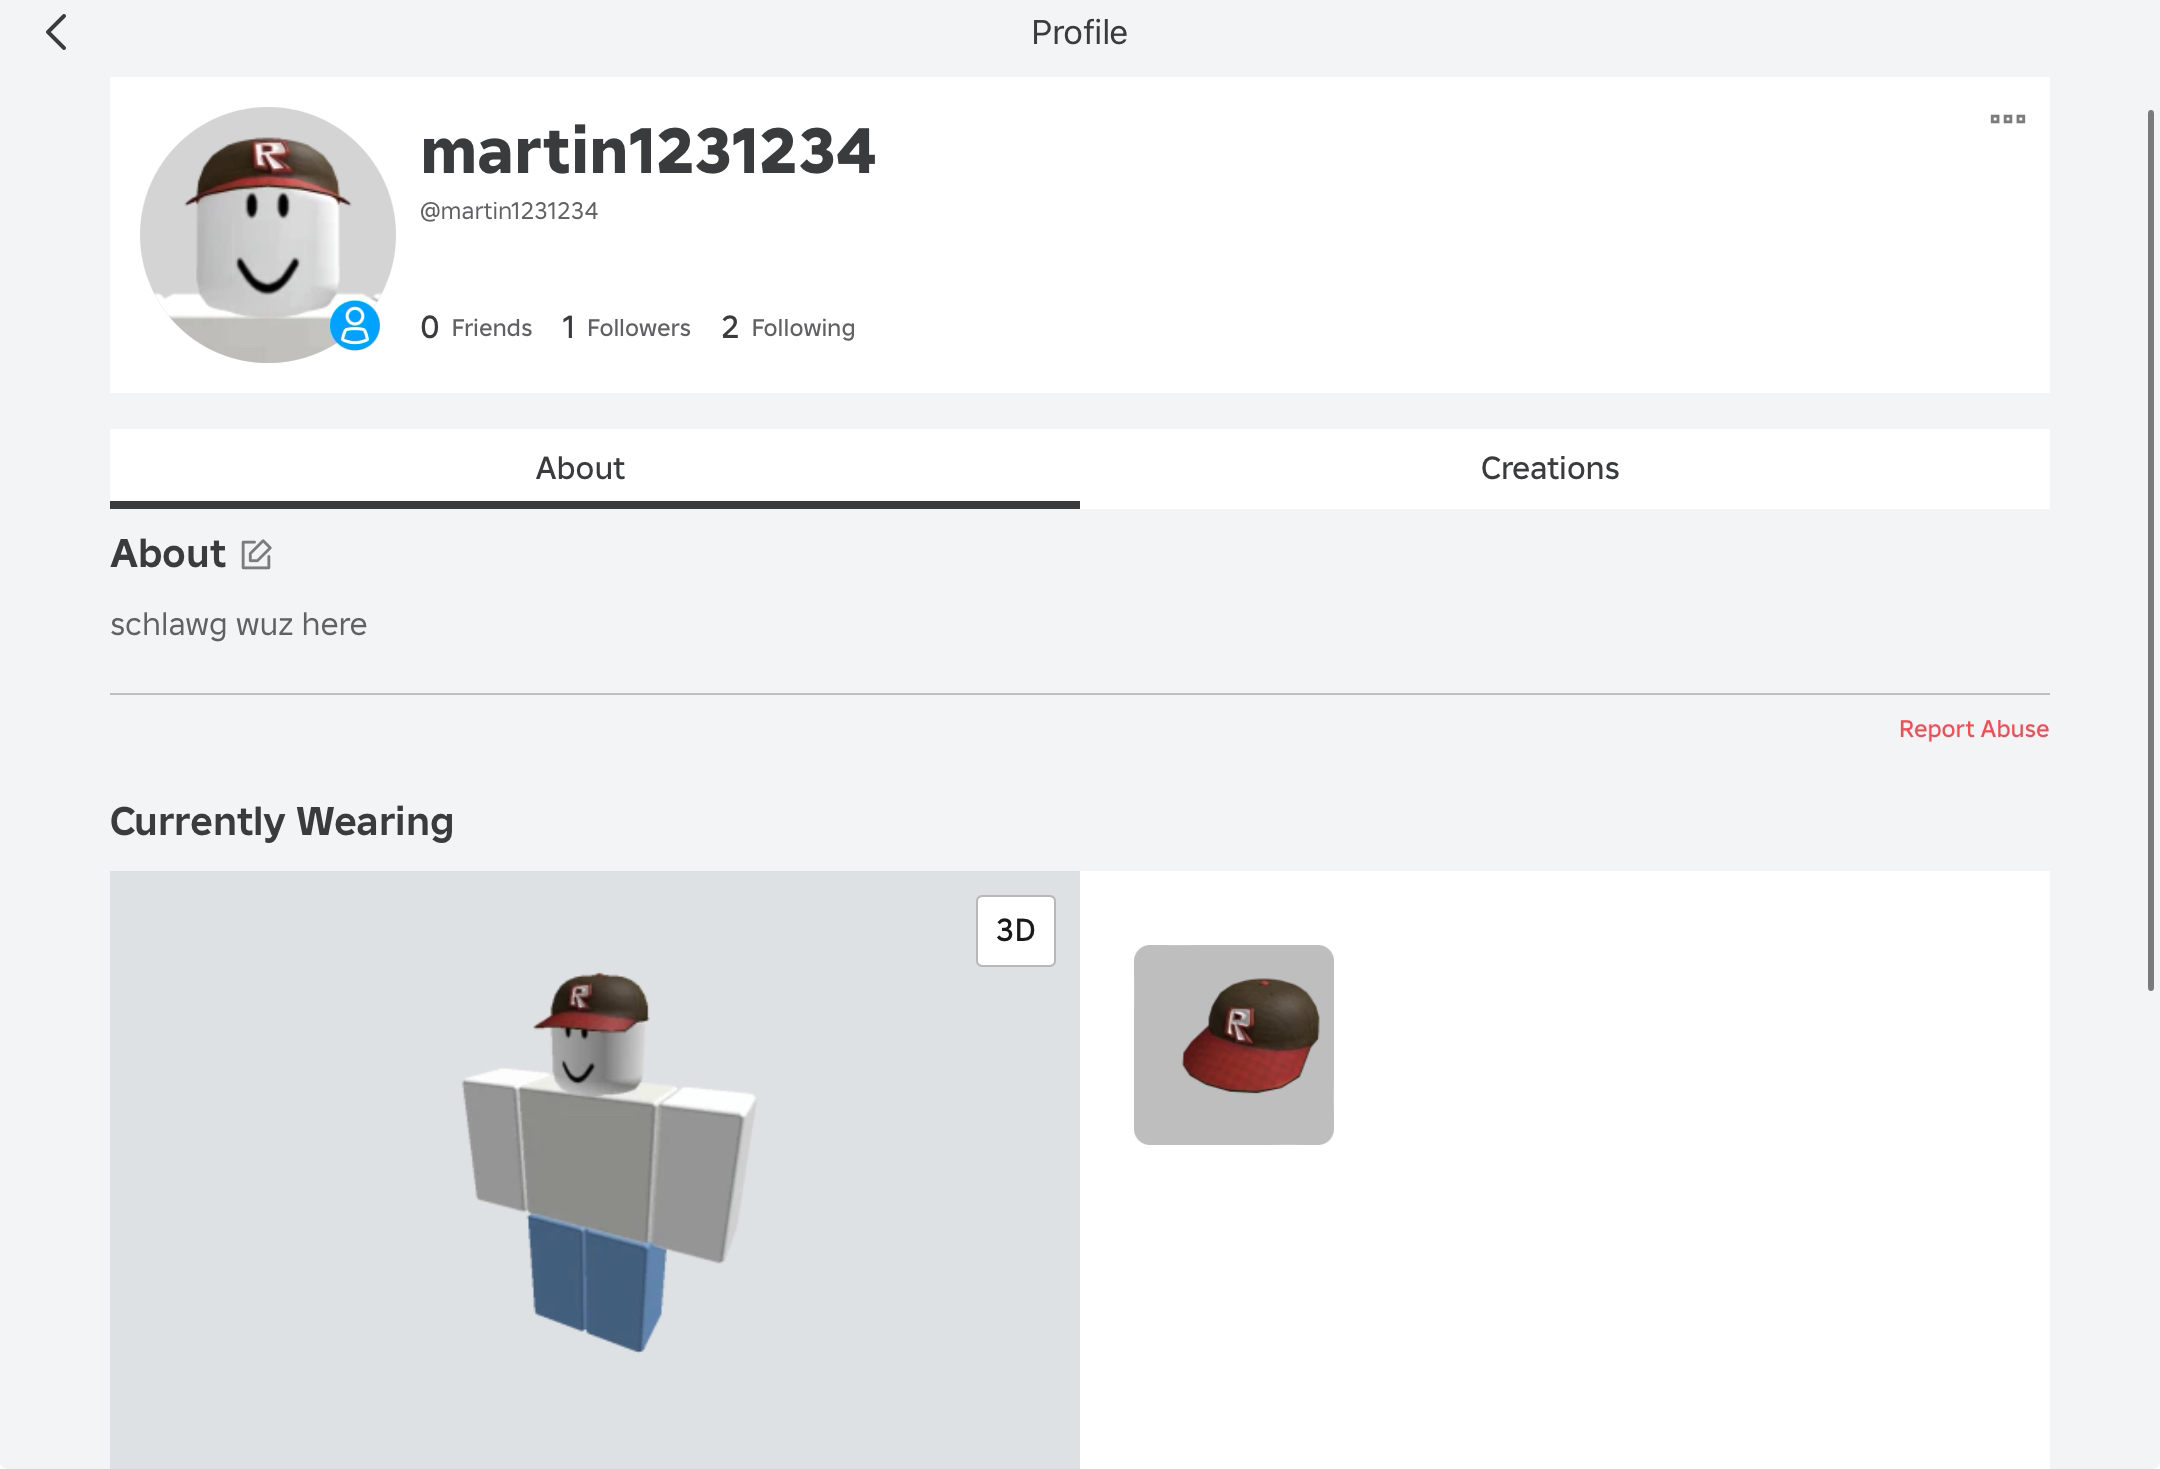 Profile
martin1231234
@martin1231234
0 Friends 1 Followers 2 Following
About Creations
About
schlawg wuz here
Report Abuse
Currently Wearing
3D
R
R
R